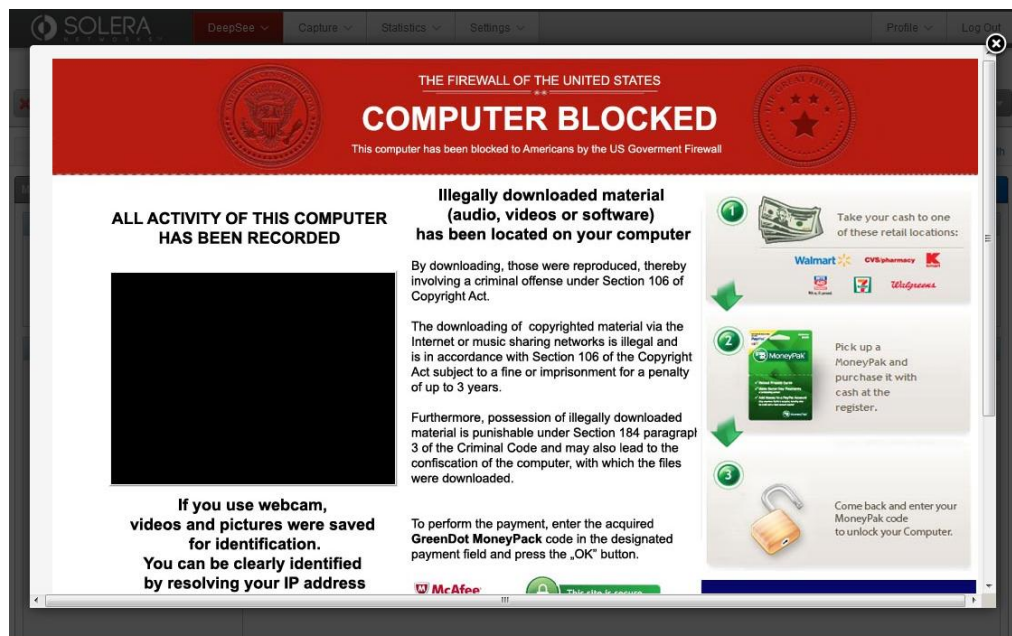 SOLERA
NETWORKS
DeepSee
Capture
Statistics
Settings
Profile
Log Out
THE FIREWALL OF THE UNITED STATES
COMPUTER BLOCKED
This computer has been blocked to Americans by the US Goverment Firewall
ALL ACTIVITY OF THIS COMPUTER
HAS BEEN RECORDED
If you use webcam,
videos and pictures were saved
for identification.
You can be clearly identified
by resolving your IP address
Illegally downloaded material
(audio, videos or software)
has been located on your computer
By downloading, those were reproduced, thereby
involving a criminal offense under Section 106 of
Copyright Act.
The downloading of copyrighted material via the
Internet or music sharing networks is illegal and
is in accordance with Section 106 of the Copyright
Act subject to a fine or imprisonment for a penalty
of up to 3 years.
Furthermore, possession of illegally downloaded
material is punishable under Section 184 paragraph
3 of the Criminal Code and may also lead to the
confiscation of the computer, with which the files
were downloaded.
To perform the payment, enter the acquired
GreenDot MoneyPack code in the designated
payment field and press the „OK" button.
McAfee
This site is secure
1
Take your cash to one
of these retail locations:
Walmart
CVS/pharmacy
K
7
Walgreens
2
MoneyPak
Pick up a
MoneyPak and
purchase it with
cash at the
register.
3
Come back and enter your
MoneyPak code
to unlock your Computer.